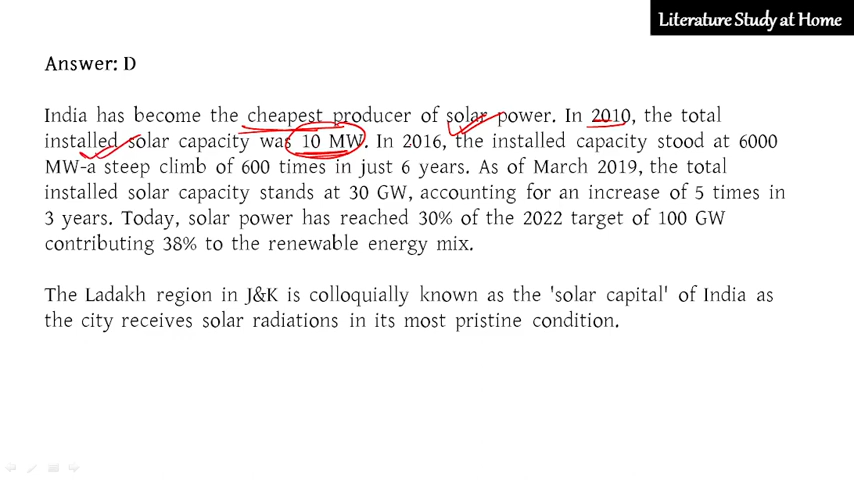 Literature Study at Home
Answer: D
India has become the cheapest producer of solar power. In 2010, the total
installed solar capacity was 10 MW. In 2016, the installed capacity stood at 6000
MW-a steep climb of 600 times in just 6 years. As of March 2019, the total
installed solar capacity stands at 30 GW, accounting for an increase of 5 times in
3 years. Today, solar power has reached 30% of the 2022 target of 100 GW
contributing 38% to the renewable energy mix.
The Ladakh region in J&K is colloquially known as the 'solar capital' of India as
the city receives solar radiations in its most pristine condition.